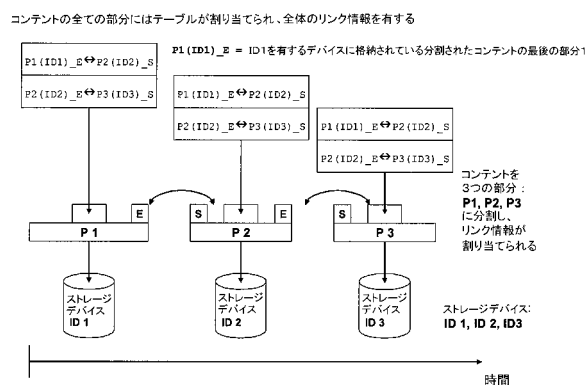 コンテントの全ての部分にはテーブルが割り当てられ、全体のリンク情報を有する
P1(ID1)_E = ID1を有するデバイスに格納されている分割されたコンテントの最後の部分1
P1(ID1)_E⇔P2(ID2)_S
P2(ID2)_E⇔P3(ID3)_S
P1(ID1)_E⇔P2(ID2)_S
P2(ID2)_E⇔P3(ID3)_S
P1(ID1)_E⇔P2(ID2)_S
P2(ID2)_E⇔P3(ID3)_S
コンテントを
3つの部分：
P1, P2, P3
に分割し、
リンク情報が
割り当てられる
E
S
E
S
P 1
P 2
P 3
ストレージ
デバイス
ID 1
ストレージ
デバイス
ID 2
ストレージ
デバイス
ID 3
ストレージデバイス:
ID 1, ID 2, ID3
時間